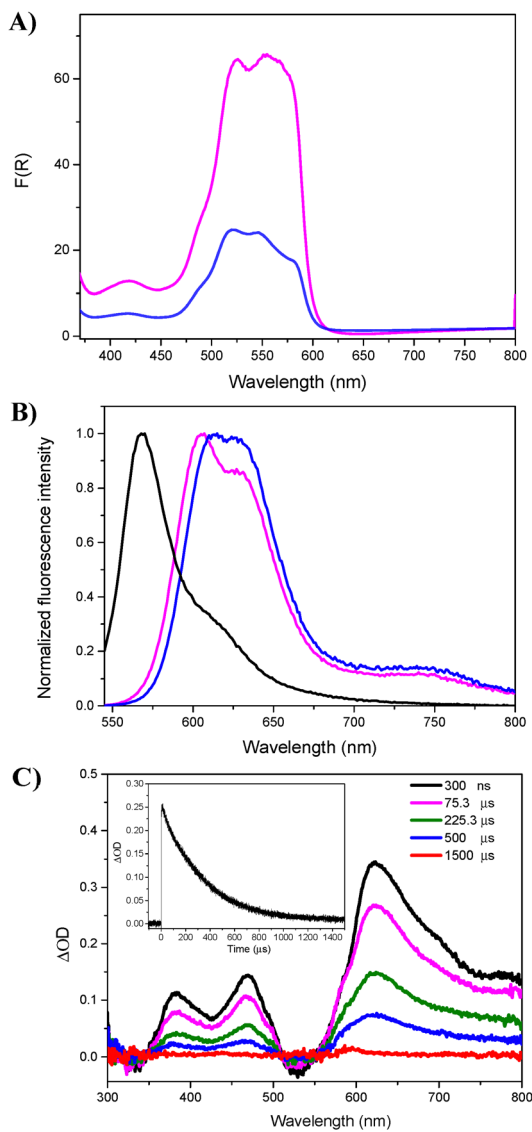 A)
60
40
20
0
F(R)
400 450 500 550 600 650 700 750 800
Wavelength (nm)
B)
1.0
0.8
0.6
0.4
0.2
0.0
Normalized fluorescence intensity
550 600 650 700 750 800
Wavelength (nm)
C)
0.5
0.4
0.3
0.2
0.1
0.0
ΔOD
0.30
0.25
0.20
0.15
0.10
0.05
0.00
ΔOD
0 200 400 600 800 1000 1200 1400
Time (μs)
300 ns
75.3 μs
225.3 μs
500 μs
1500 μs
300 400 500 600 700 800
Wavelength (nm)